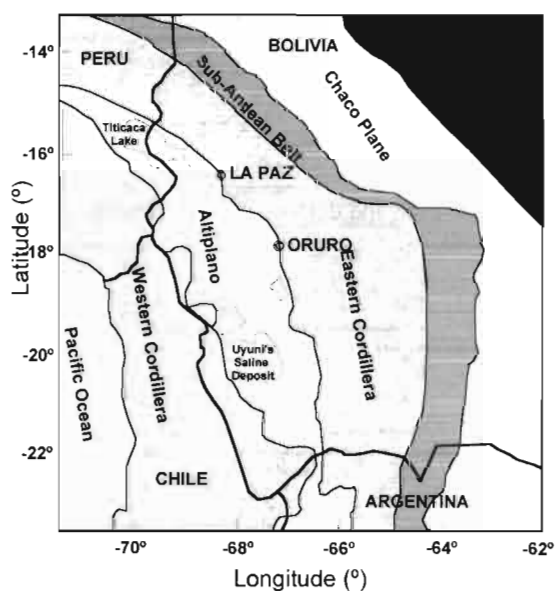 -14º
-16º
-18º
-20º
-22º
Latitude (º)
BOLIVIA
PERU
Sub-Andean Belt
Chaco Plane
Titicaca
Lake
LA PAZ
ORURO
Altiplano
Western Cordillera
Eastern Cordillera
Pacific Ocean
Uyuni's
Saline
Deposit
CHILE
ARGENTINA
-70º
-68º
-66º
-64º
-62º
Longitude (º)